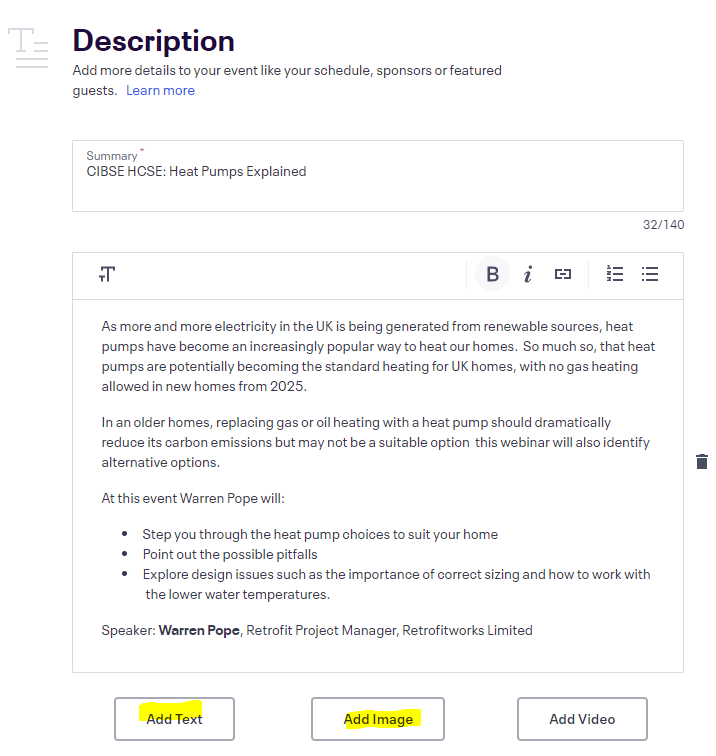 Description
Add more details to your event like your schedule, sponsors or featured
guests. Learn more
Summary *
CIBSE HCSE: Heat Pumps Explained
32/140
B i
As more and more electricity in the UK is being generated from renewable sources, heat
pumps have become an increasingly popular way to heat our homes. So much so, that heat
pumps are potentially becoming the standard heating for UK homes, with no gas heating
allowed in new homes from 2025.
In an older homes, replacing gas or oil heating with a heat pump should dramatically
reduce its carbon emissions but may not be a suitable option this webinar will also identify
alternative options.
At this event Warren Pope will:
• Step you through the heat pump choices to suit your home
• Point out the possible pitfalls
• Explore design issues such as the importance of correct sizing and how to work with
the lower water temperatures.
Speaker: Warren Pope, Retrofit Project Manager, Retrofitworks Limited
Add Text Add Image Add Video